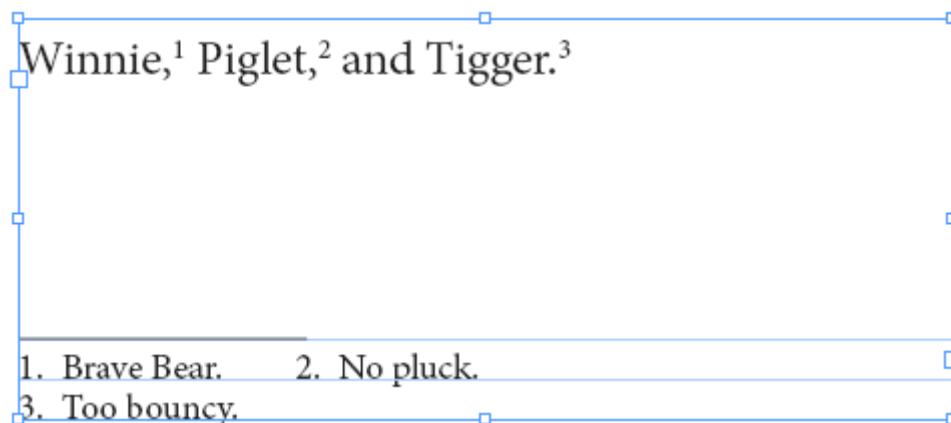 Winnie,¹ Piglet,² and Tigger.³
1. Brave Bear. 2. No pluck.
3. Too bouncy.